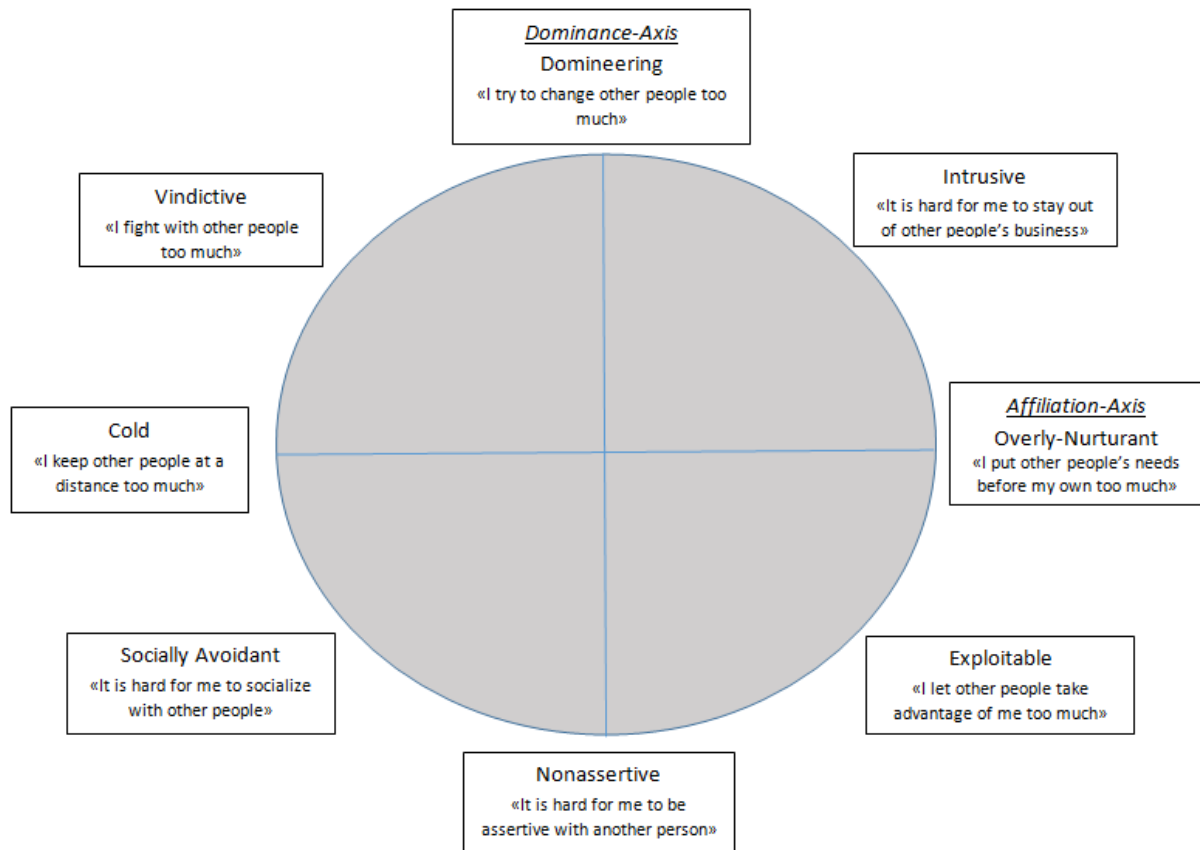 Dominance-Axis
Domineering
«I try to change other people too
much»
Vindictive
«I fight with other people
too much»
Intrusive
«It is hard for me to stay out
of other people’s business»
Cold
«I keep other people at a
distance too much»
Affiliation-Axis
Overly-Nurturant
«I put other people’s needs
before my own too much»
Socially Avoidant
«It is hard for me to socialize
with other people»
Exploitable
«I let other people take
advantage of me too much»
Nonassertive
«It is hard for me to be
assertive with another person»